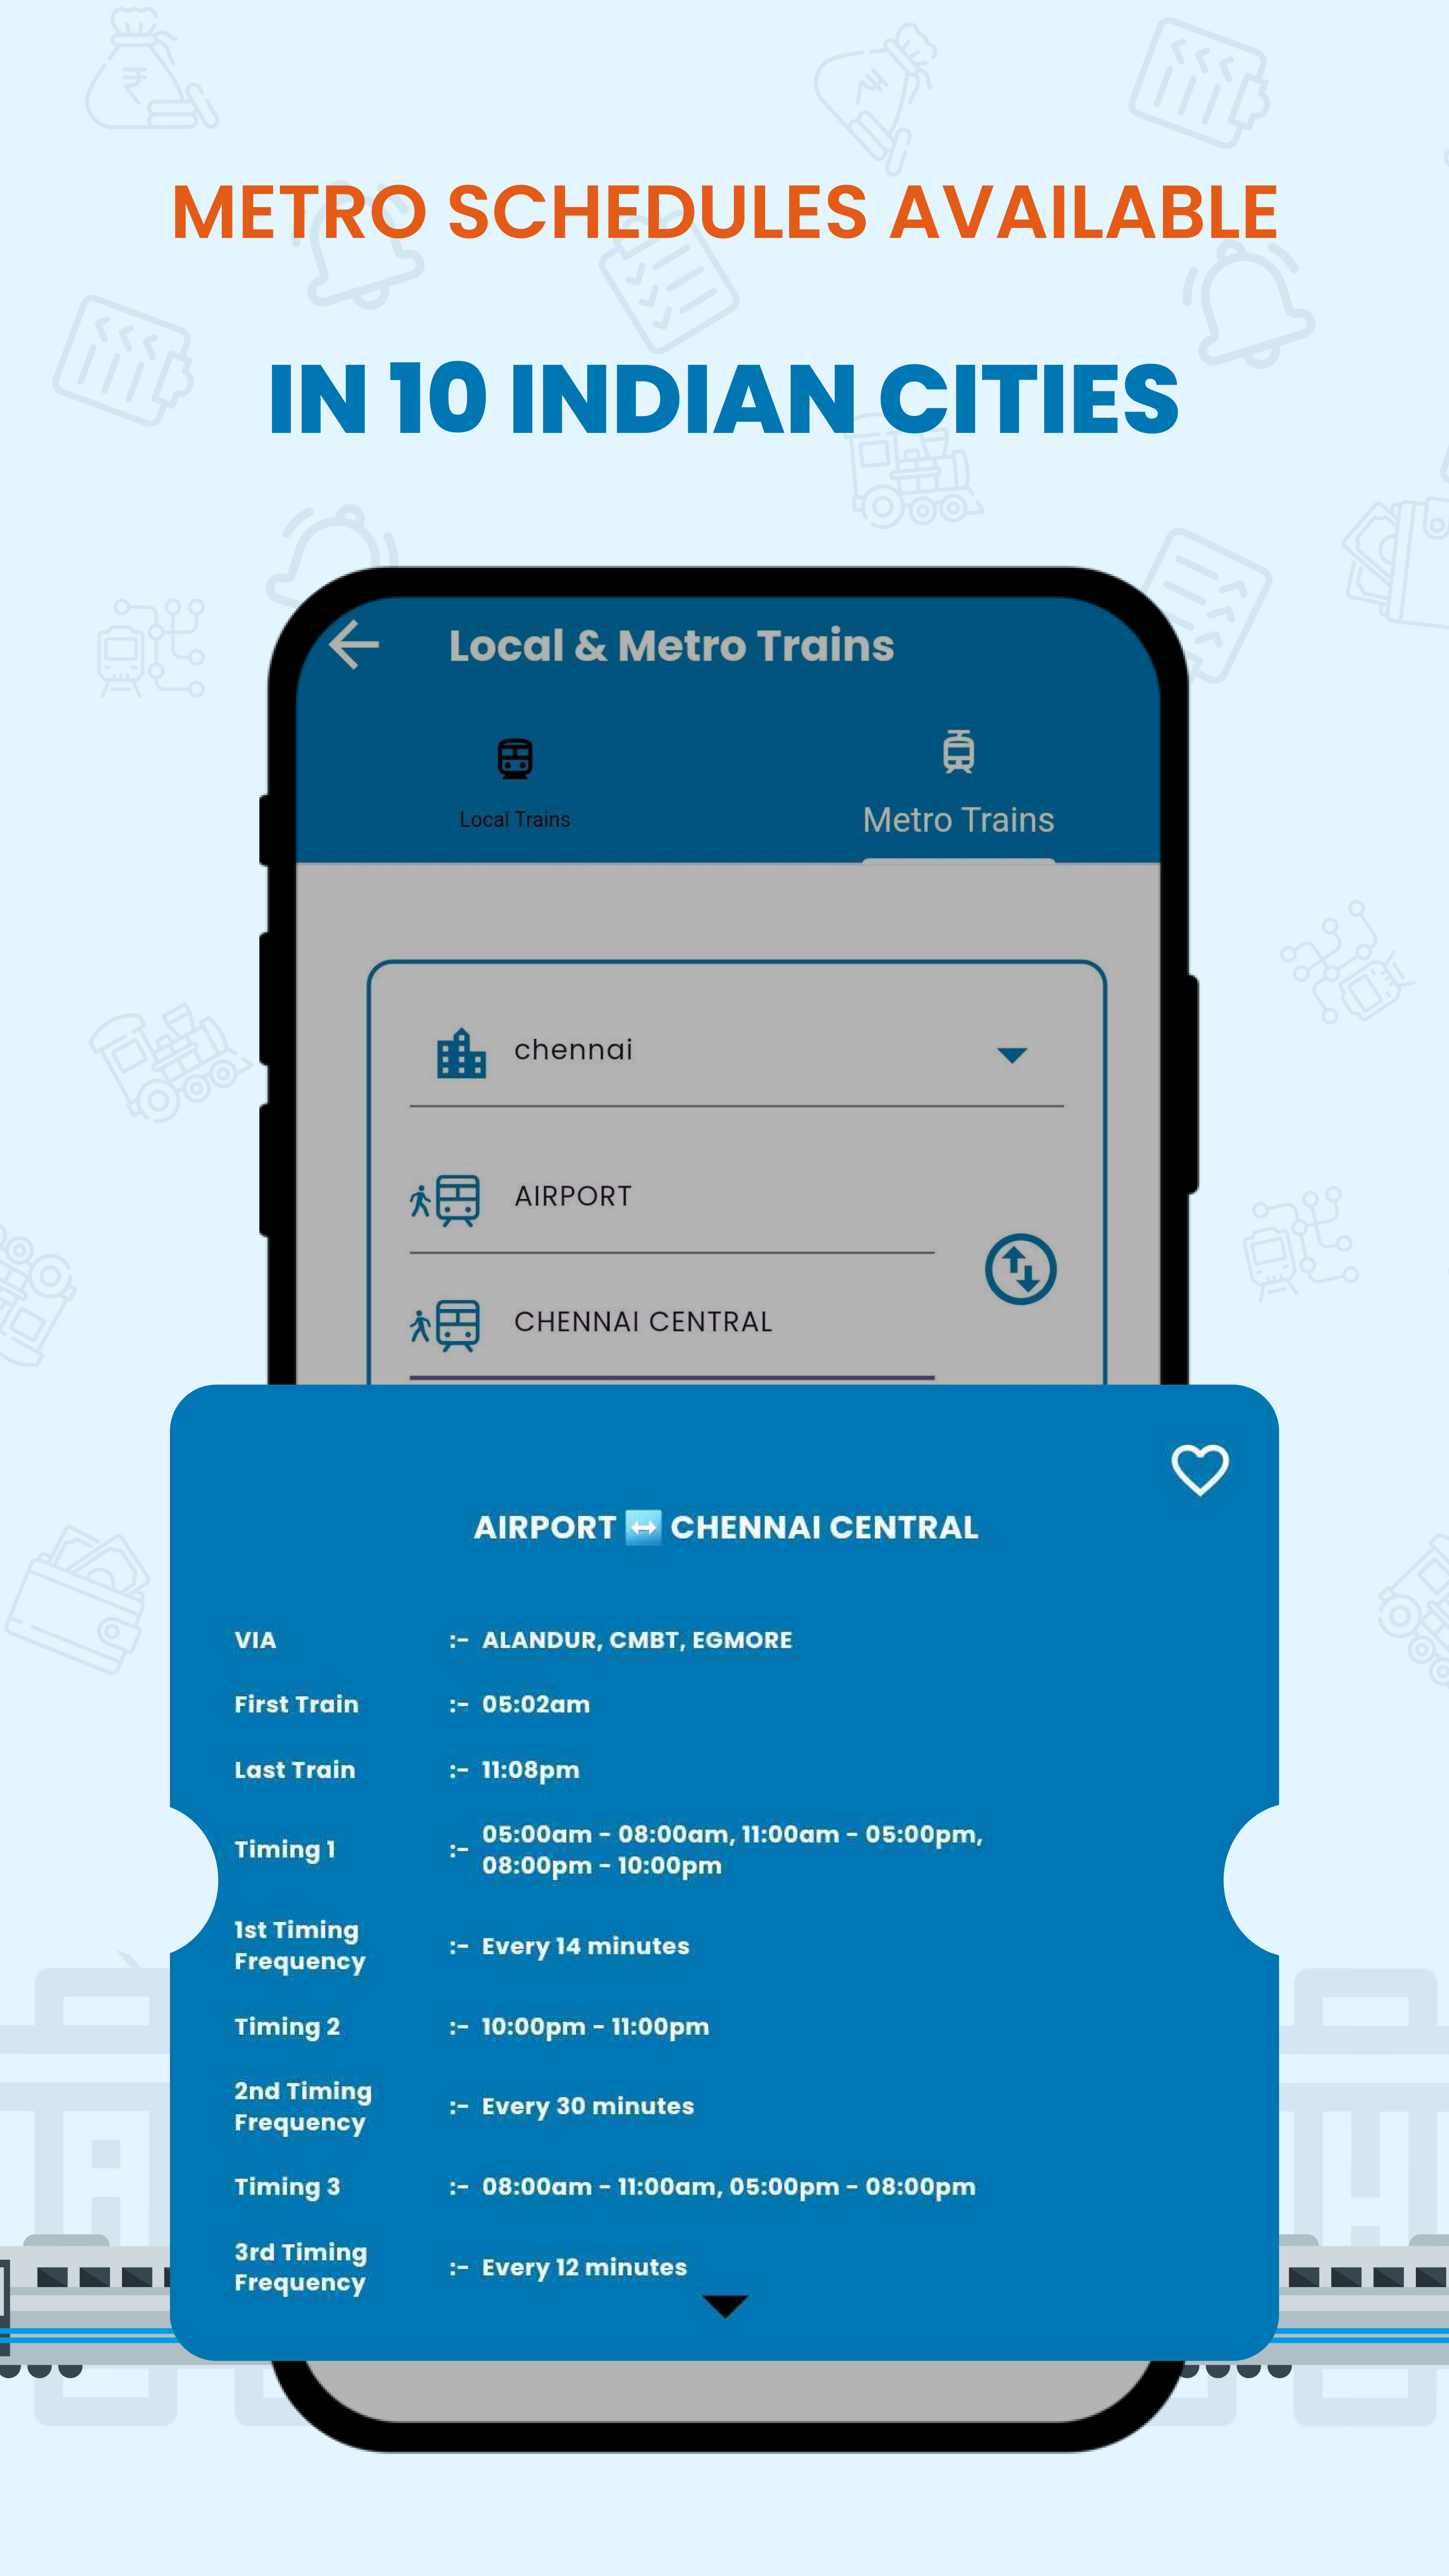 METRO SCHEDULES AVAILABLE
IN 10 INDIAN CITIES
Local & Metro Trains
Local Trains
Metro Trains
chennai
AIRPORT
CHENNAI CENTRAL
AIRPORT ↔ CHENNAI CENTRAL
VIA :- ALANDUR, CMBT, EGMORE
First Train :- 05:02am
Last Train :- 11:08pm
Timing 1 :- 05:00am - 08:00am, 11:00am - 05:00pm,
08:00pm - 10:00pm
1st Timing
Frequency :- Every 14 minutes
Timing 2 :- 10:00pm - 11:00pm
2nd Timing
Frequency :- Every 30 minutes
Timing 3 :- 08:00am - 11:00am, 05:00pm - 08:00pm
3rd Timing
Frequency :- Every 12 minutes